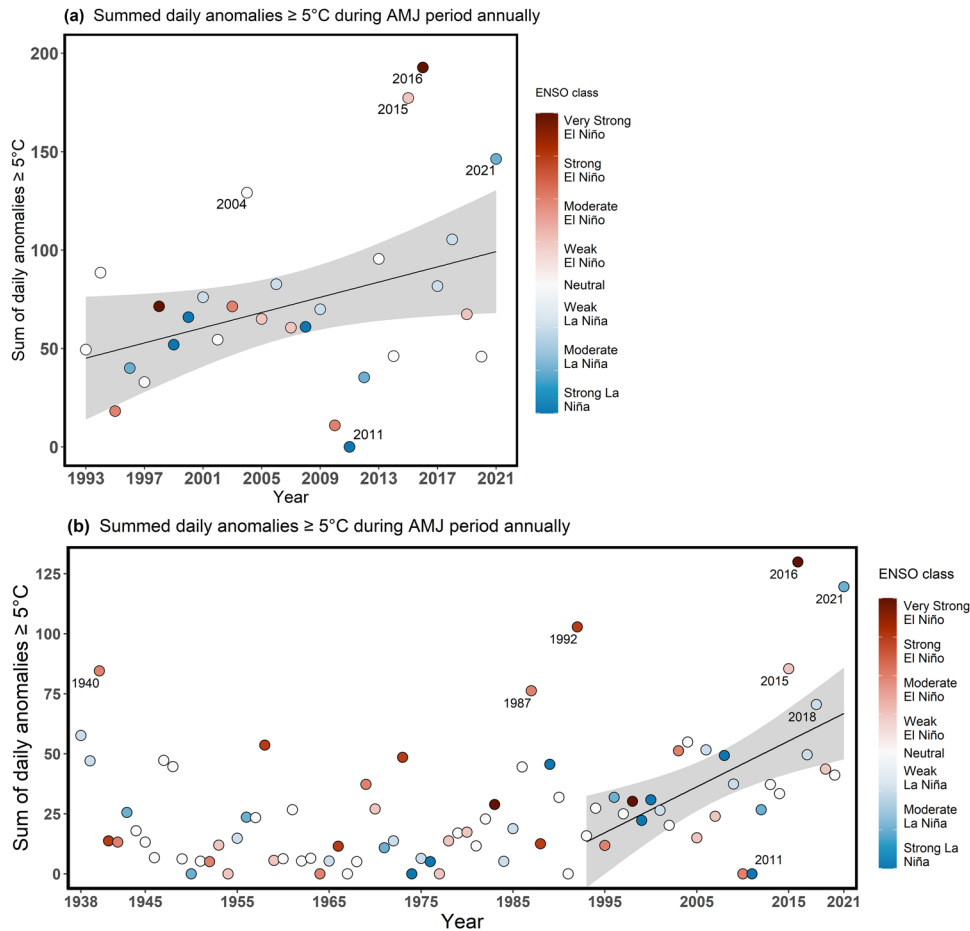 (a) Summed daily anomalies ≥ 5°C during AMJ period annually
Sum of daily anomalies ≥ 5°C
200
150
100
50
0
2016
2015
2021
2004
2011
1993
1997
2001
2005
2009
2013
2017
2021
Year
ENSO class
Very Strong
El Niño
Strong
El Niño
Moderate
El Niño
Weak
El Niño
Neutral
Weak
La Niña
Moderate
La Niña
Strong La
Niña
(b) Summed daily anomalies ≥ 5°C during AMJ period annually
Sum of daily anomalies ≥ 5°C
125
100
75
50
25
0
2016
2021
1992
1940
1987
2015
2018
2011
1938
1945
1955
1965
1975
1985
1995
2005
2015
2021
Year
ENSO class
Very Strong
El Niño
Strong
El Niño
Moderate
El Niño
Weak
El Niño
Neutral
Weak
La Niña
Moderate
La Niña
Strong La
Niña